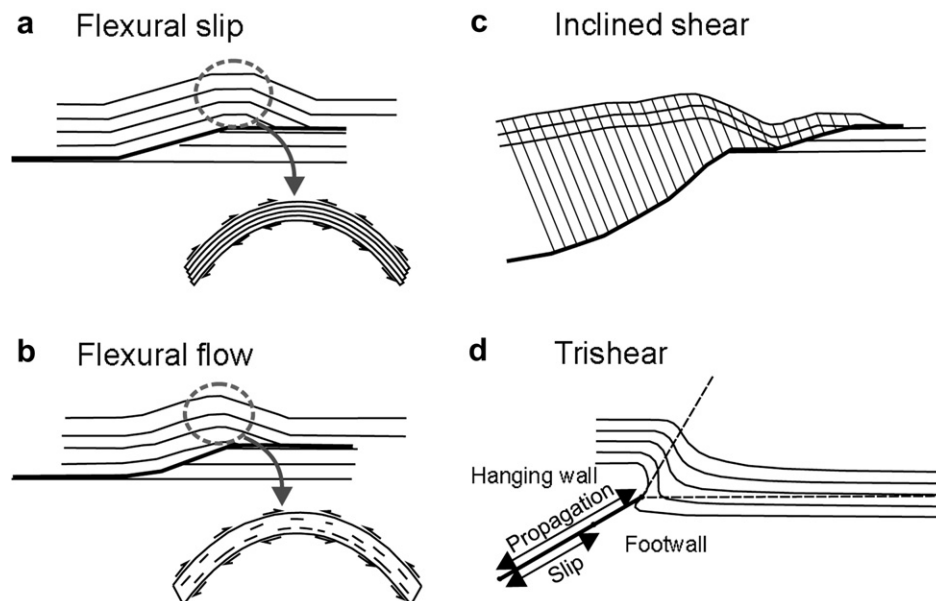 a Flexural slip
c Inclined shear
b Flexural flow
d Trishear
Hanging wall
Propagation
Slip
Footwall